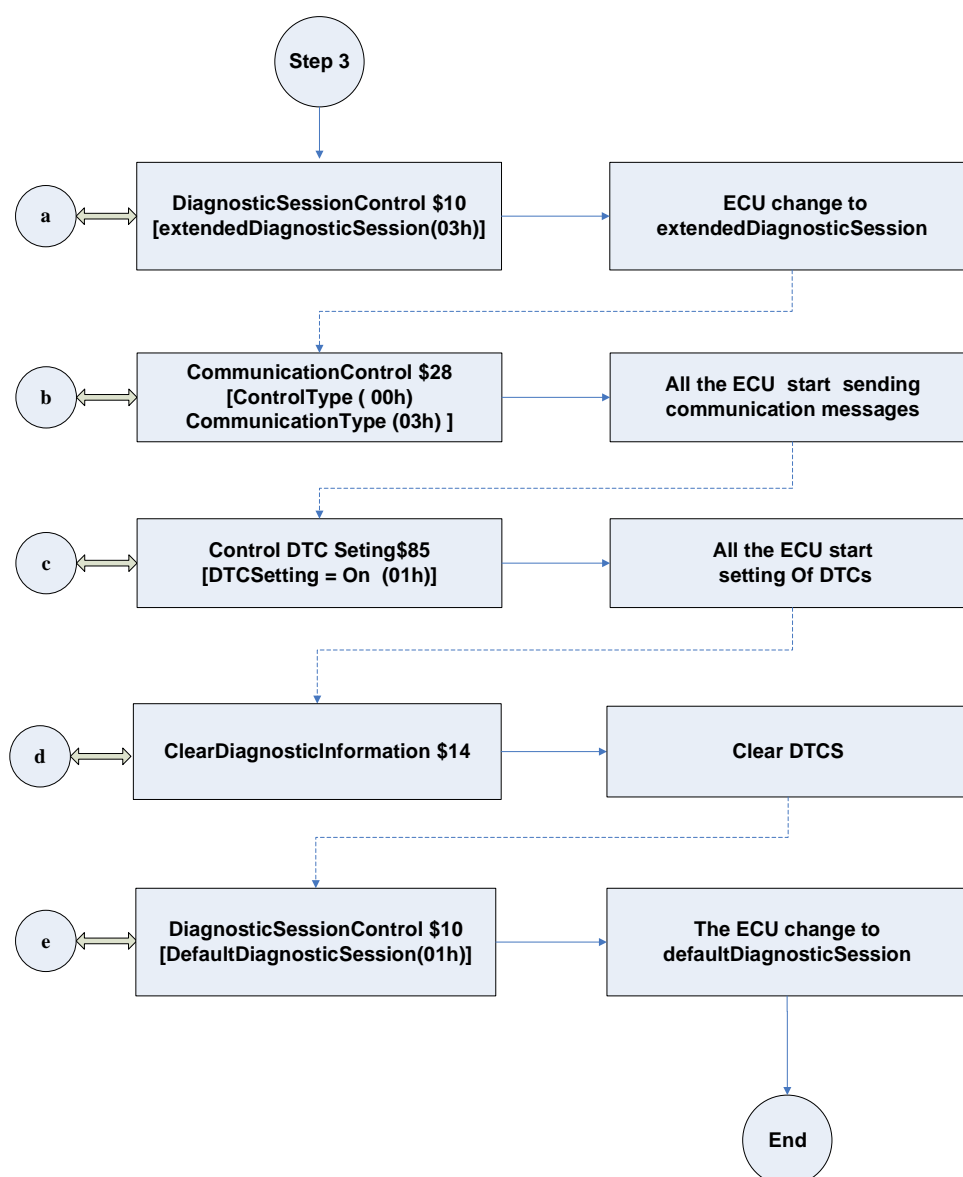 Step 3
a
DiagnosticSessionControl $10
[extendedDiagnosticSession(03h)]
ECU change to
extendedDiagnosticSession
b
CommunicationControl $28
[ControlType ( 00h)
CommunicationType (03h) ]
All the ECU start sending
communication messages
c
Control DTC Seting$85
[DTCSetting = On (01h)]
All the ECU start
setting Of DTCs
d
ClearDiagnosticInformation $14
Clear DTCS
e
DiagnosticSessionControl $10
[DefaultDiagnosticSession(01h)]
The ECU change to
defaultDiagnosticSession
End